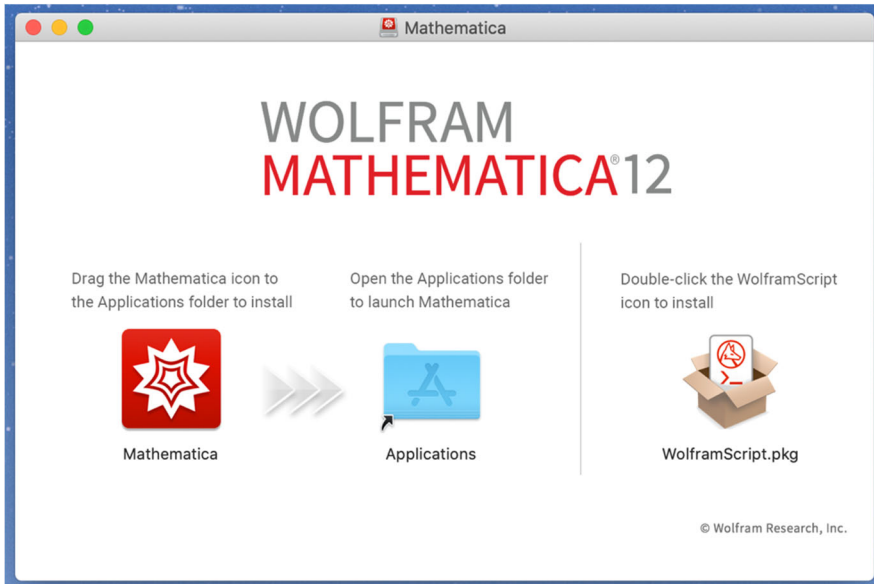 Mathematica
WOLFRAM
MATHEMATICA®12
Drag the Mathematica icon to
the Applications folder to install
Mathematica
Open the Applications folder
to launch Mathematica
Applications
Double-click the WolframScript
icon to install
WolframScript.pkg
© Wolfram Research, Inc.